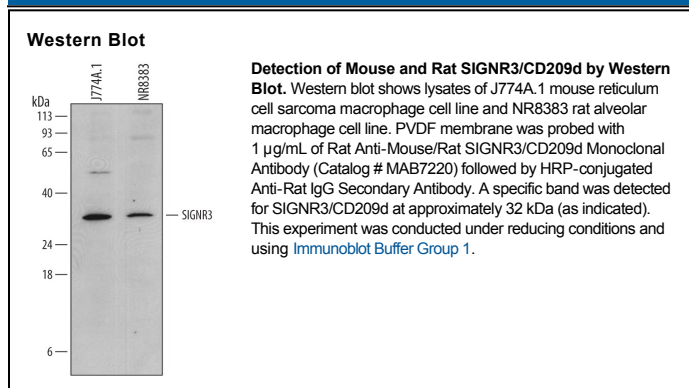 Western Blot
J774A.1
NR8383
kDa
113
93
65
40
SIGNR3
24
18
6
Detection of Mouse and Rat SIGNR3/CD209d by Western
Blot. Western blot shows lysates of J774A.1 mouse reticulum
cell sarcoma macrophage cell line and NR8383 rat alveolar
macrophage cell line. PVDF membrane was probed with
1 µg/mL of Rat Anti-Mouse/Rat SIGNR3/CD209d Monoclonal
Antibody (Catalog # MAB7220) followed by HRP-conjugated
Anti-Rat IgG Secondary Antibody. A specific band was detected
for SIGNR3/CD209d at approximately 32 kDa (as indicated).
This experiment was conducted under reducing conditions and
using Immunoblot Buffer Group 1.